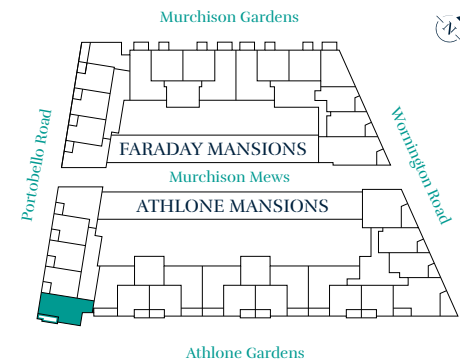 Murchison Gardens
N
Portobello Road
Wornington Road
FARADAY MANSIONS
Murchison Mews
ATHLONE MANSIONS
Athlone Gardens